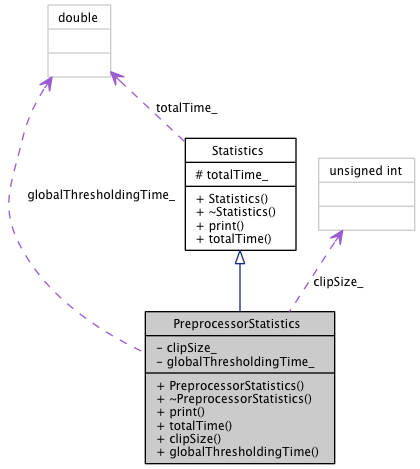 double
totalTime_
Statistics
# totalTime_
+ Statistics()
+ ~Statistics()
+ print()
+ totalTime()
unsigned int
globalThresholdingTime_
clipSize_
PreprocessorStatistics
- clipSize_
- globalThresholdingTime_
+ PreprocessorStatistics()
+ ~PreprocessorStatistics()
+ print()
+ totalTime()
+ clipSize()
+ globalThresholdingTime()